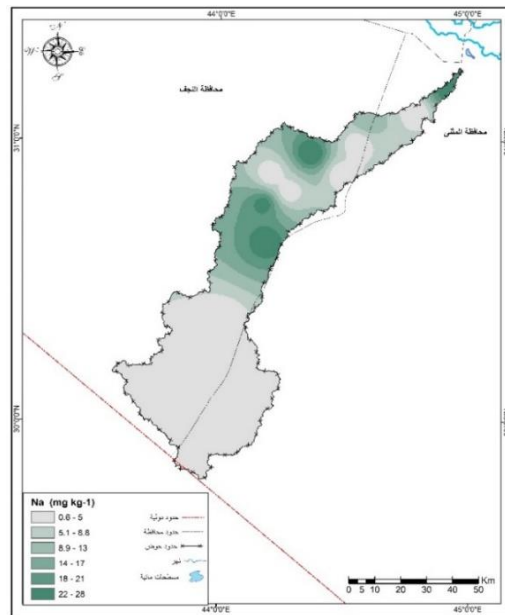 44°0'0"E
45°0'0"E
محافظة النجف
محافظة المثنى
31°0'0"N
30°0'0"N
Na (mg kg-1)
0.6 - 5
5.1 - 8.8
8.9 - 13
14 - 17
18 - 21
22 - 28
حدود دولية
حدود محافظة
حدود حوض
نهر
مسطحات مائية
0 5 10 20 30 40 50
Km
44°0'0"E
45°0'0"E